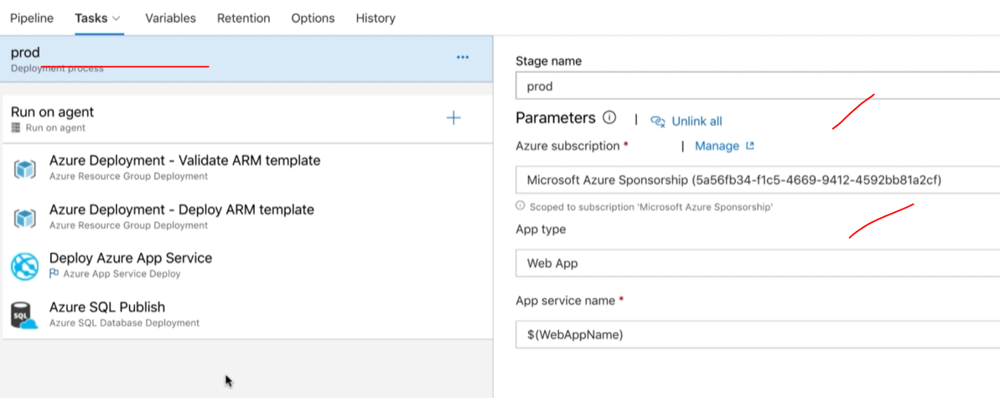 Pipeline Tasks Variables Retention Options History
prod
Deployment process
Run on agent
Run on agent
Azure Deployment - Validate ARM template
Azure Resource Group Deployment
Azure Deployment - Deploy ARM template
Azure Resource Group Deployment
Deploy Azure App Service
Azure App Service Deploy
Azure SQL Publish
SQL
Azure SQL Database Deployment
Stage name
prod
Parameters | Unlink all
Azure subscription * | Manage
Microsoft Azure Sponsorship (5a56fb34-f1c5-4669-9412-4592bb81a2cf)
Scoped to subscription 'Microsoft Azure Sponsorship'
App type
Web App
App service name *
$(WebAppName)